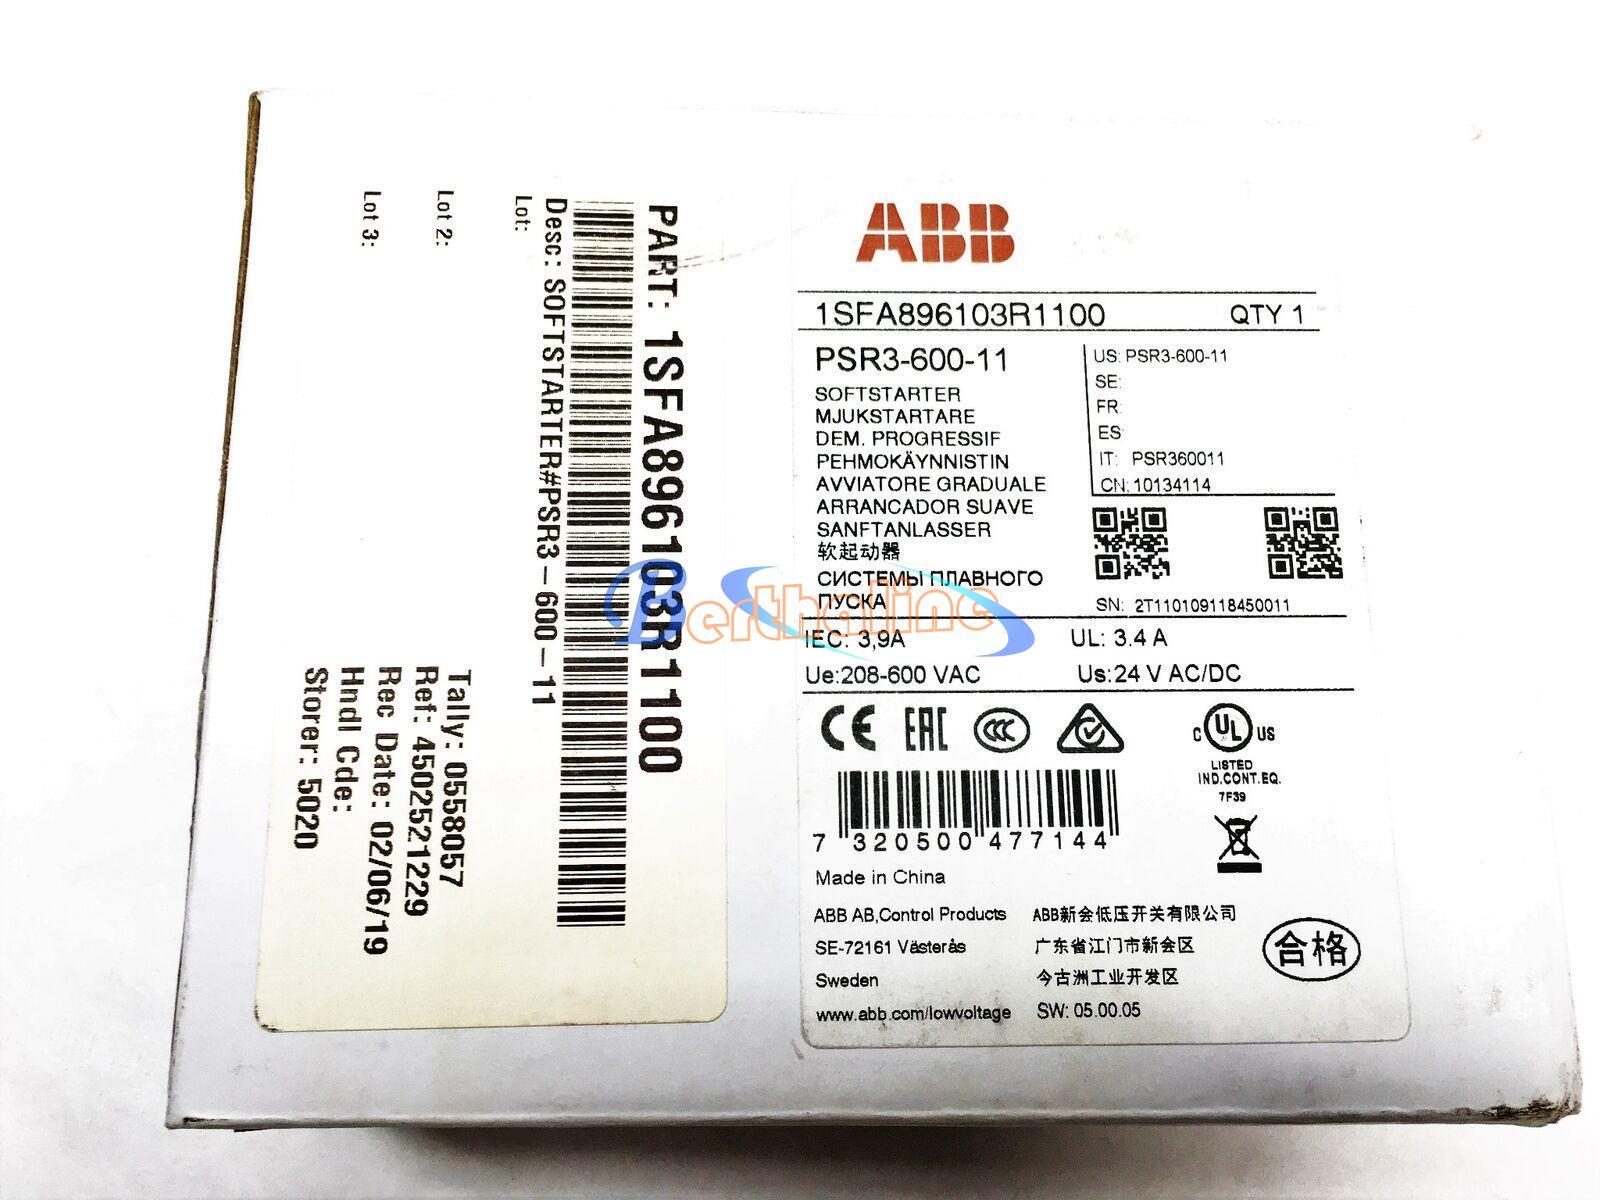 PART: 1SFA896103R1100
Desc: SOFTSTARTER#PSR3-600-11
Lot:
Lot 2:
Lot 3:
Tally: 0558057
Ref: 4502521229
Rec Date: 02/06/19
Hndl Cde:
Storer: 5020
ABB
1SFA896103R1100 QTY 1
PSR3-600-11
SOFTSTARTER
MJUKSTARTARE
DEM. PROGRESSIF
PEHMOKÄYNNISTIN
AVVIATORE GRADUALE
ARRANCADOR SUAVE
SANFTANLASSER
软起动器
СИСТЕМЫ ПЛАВНОГО
ПУСКА
US: PSR3-600-11
SE:
FR:
ES:
IT: PSR360011
CN: 10134114
SN: 2T110109118450011
Berthaline
IEC: 3,9A UL: 3.4 A
Ue:208-600 VAC Us:24 V AC/DC
CE EAC CCC
C UL US
LISTED
IND.CONT.EQ.
7F39
7 320500 477144
Made in China
ABB AB,Control Products
SE-72161 Västerås
Sweden
www.abb.com/lowvoltage
ABB新会低压开关有限公司
广东省江门市新会区
今古洲工业开发区
SW: 05.00.05
合格